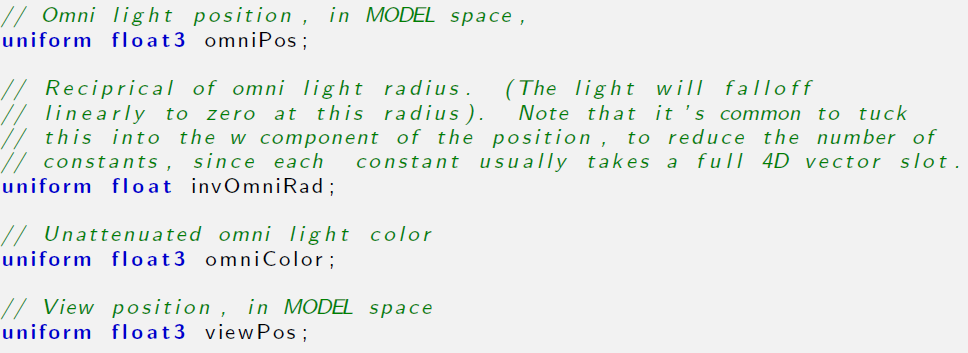 // Omni light position, in MODEL space,
uniform float3 omniPos;
// Reciprical of omni light radius. (The light will falloff
// linearly to zero at this radius). Note that it's common to tuck
// this into the w component of the position, to reduce the number of
// constants, since each constant usually takes a full 4D vector slot.
uniform float invOmniRad;
// Unattenuated omni light color
uniform float3 omniColor;
// View position, in MODEL space
uniform float3 viewPos;